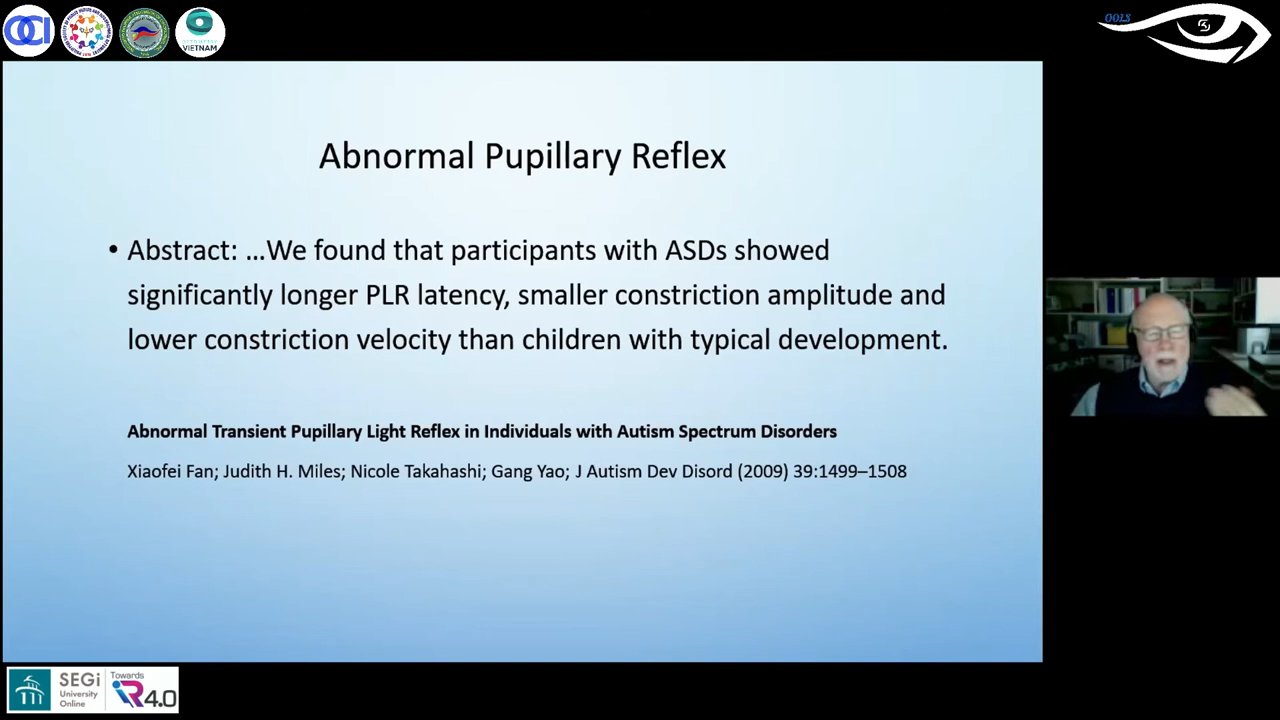 OCI
VIETNAM
OOLS
Abnormal Pupillary Reflex
• Abstract: ...We found that participants with ASDs showed
significantly longer PLR latency, smaller constriction amplitude and
lower constriction velocity than children with typical development.
Abnormal Transient Pupillary Light Reflex in Individuals with Autism Spectrum Disorders
Xiaofei Fan; Judith H. Miles; Nicole Takahashi; Gang Yao; J Autism Dev Disord (2009) 39:1499–1508
SEGi
University
Online
Towards
iR4.0